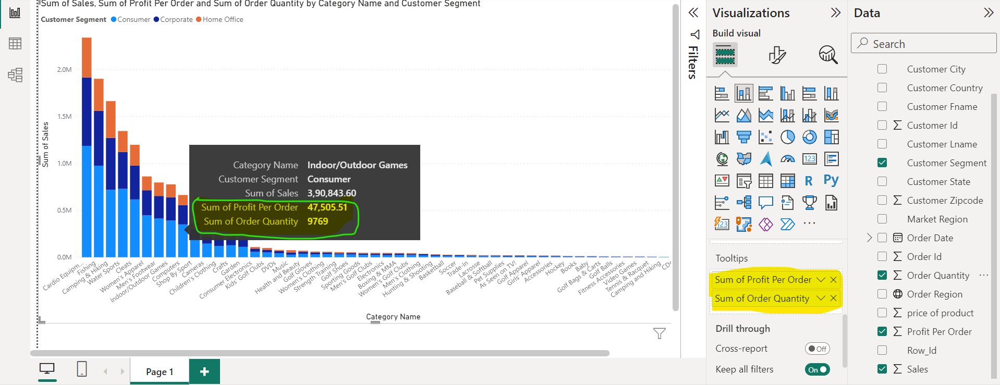 Sum of Sales, Sum of Profit Per Order and Sum of Order Quantity by Category Name and Customer Segment
Customer Segment Consumer Corporate Home Office
2.0M
1.5M
1.0M
0.5M
0.0M
Sum of Sales
Category Name Indoor/Outdoor Games
Customer Segment Consumer
Sum of Sales 3,90,843.60
Sum of Profit Per Order 47,505.51
Sum of Order Quantity 9769
Cardio Equipm...
Fishing
Camping & Hiking
Water Sports
Cleats
Women's Apparel
Men's Footwear
Indoor/Outdoor Games
Computers
Shop By Sport
Cameras
Children's Clothing
Crafts
Garden
Consumer Electronics
Kids' Golf Clubs
DVDs
Music
Health and Beauty
Golf Gloves
Women's Clothing
Strength Training
Golf Shoes
Sporting Goods
Men's Golf Clubs
Electronics
Boxing & MMA
Women's Golf Clubs
Men's Clothing
Hunting & Shooting
Basketball
Soccer
Trade-In
Lacrosse
Baseball & Softball
Pet Supplies
As Seen on TV!
Golf Apparel
Girls' Apparel
Accessories
Hockey
Books
Baby
Golf Bags & Carts
Golf Balls
Fitness Accessories
Video Games
Tennis & Racquet
Camping and Hiking
CDs
Category Name
Page 1
+
Filters
Visualizations
Build visual
123
R
Py
123
...
Tooltips
Sum of Profit Per Order
Sum of Order Quantity
Drill through
Cross-report Off
Keep all filters On
Data
Search
Customer City
Customer Country
Customer Fname
Σ Customer Id
Customer Lname
Customer Segment
Customer State
Σ Customer Zipcode
Market Region
Order Date
Order Id
Σ Order Quantity ...
Order Region
Σ price of product
Σ Profit Per Order
Row_Id
Σ Sales